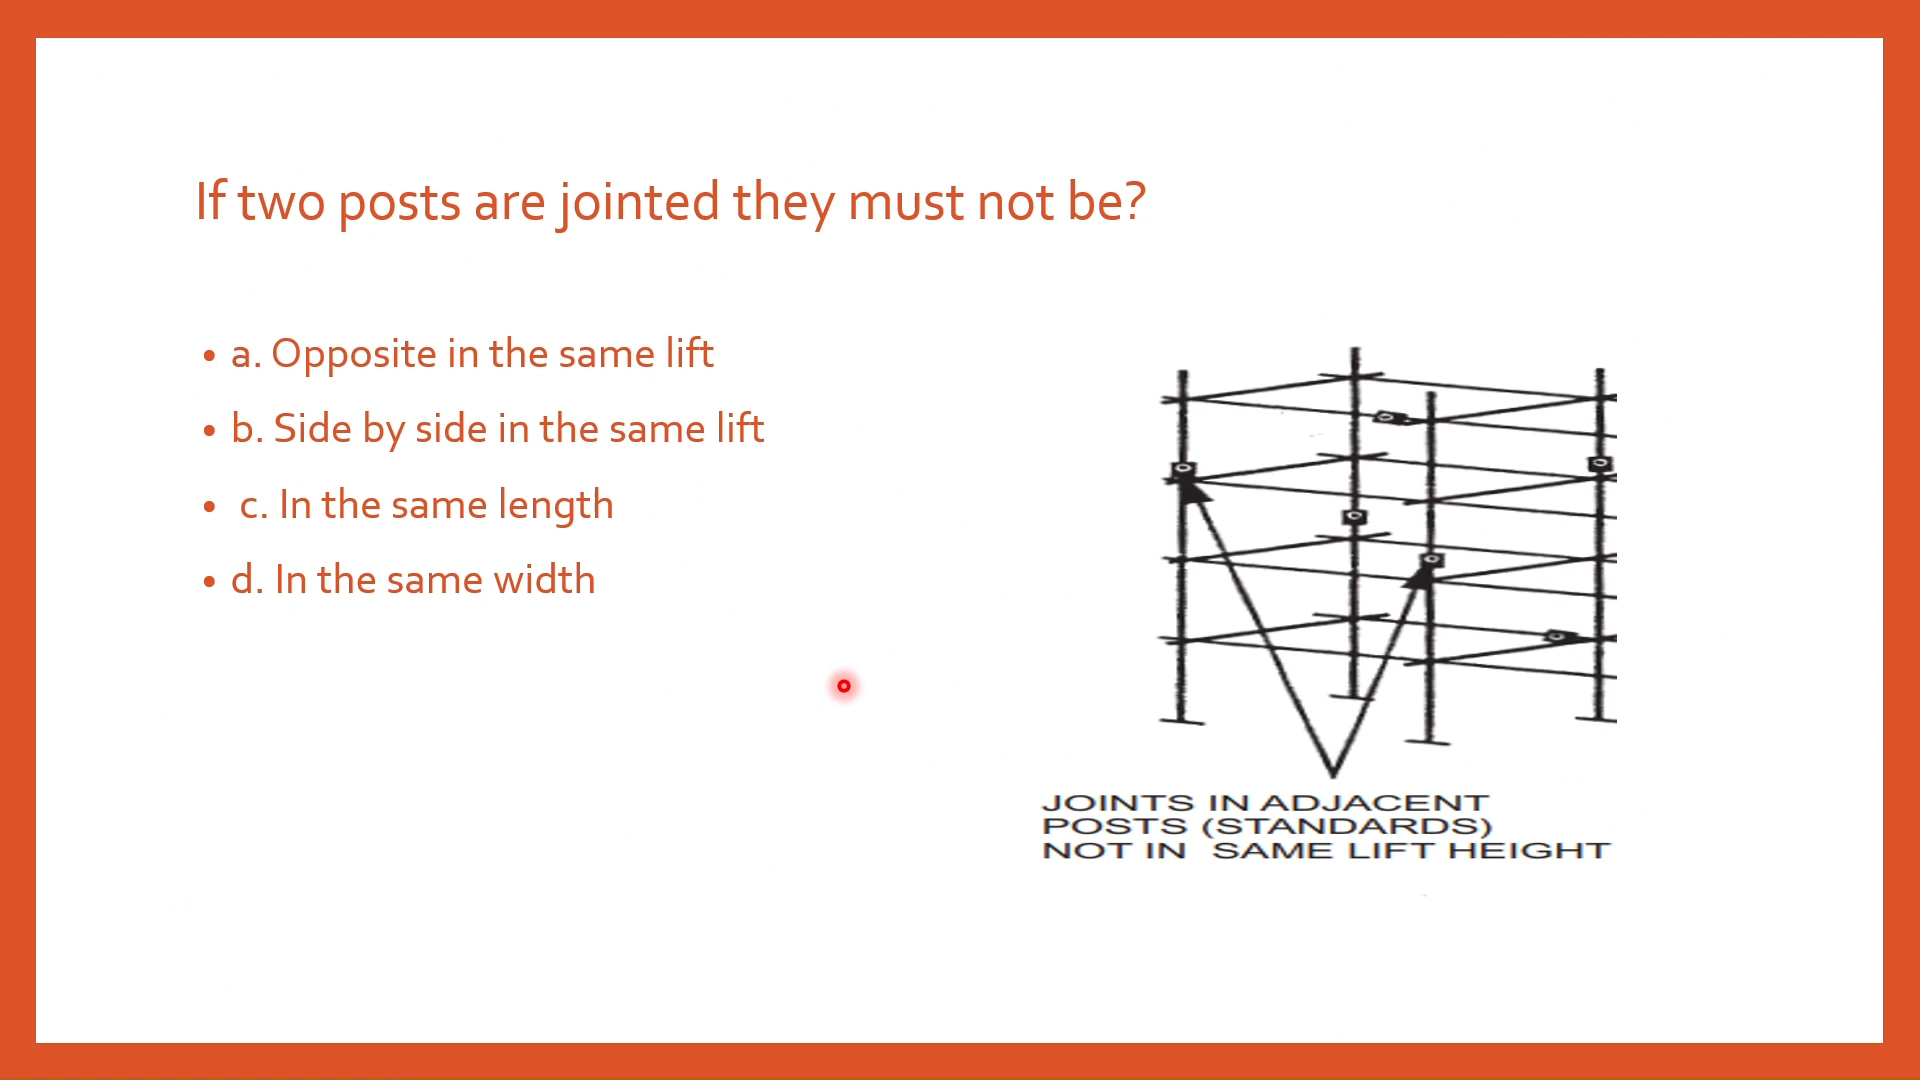 If two posts are jointed they must not be?
• a. Opposite in the same lift
• b. Side by side in the same lift
• c. In the same length
• d. In the same width
JOINTS IN ADJACENT
POSTS (STANDARDS)
NOT IN SAME LIFT HEIGHT